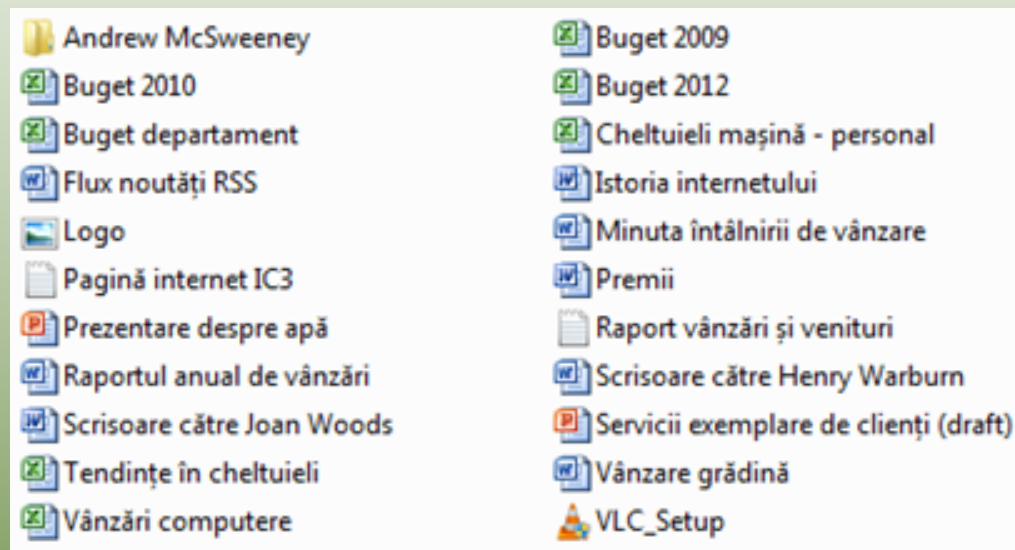 Andrew McSweeney
Buget 2009
Buget 2010
Buget 2012
Buget departament
Cheltuieli mașină - personal
Flux noutăți RSS
Istoria internetului
Logo
Minuta întâlnirii de vânzare
Pagină internet IC3
Premii
Prezentare despre apă
Raport vânzări și venituri
Raportul anual de vânzări
Scrisoare către Henry Warburn
Scrisoare către Joan Woods
Servicii exemplare de clienți (draft)
Tendințe în cheltuieli
Vânzare grădină
Vânzări computere
VLC_Setup